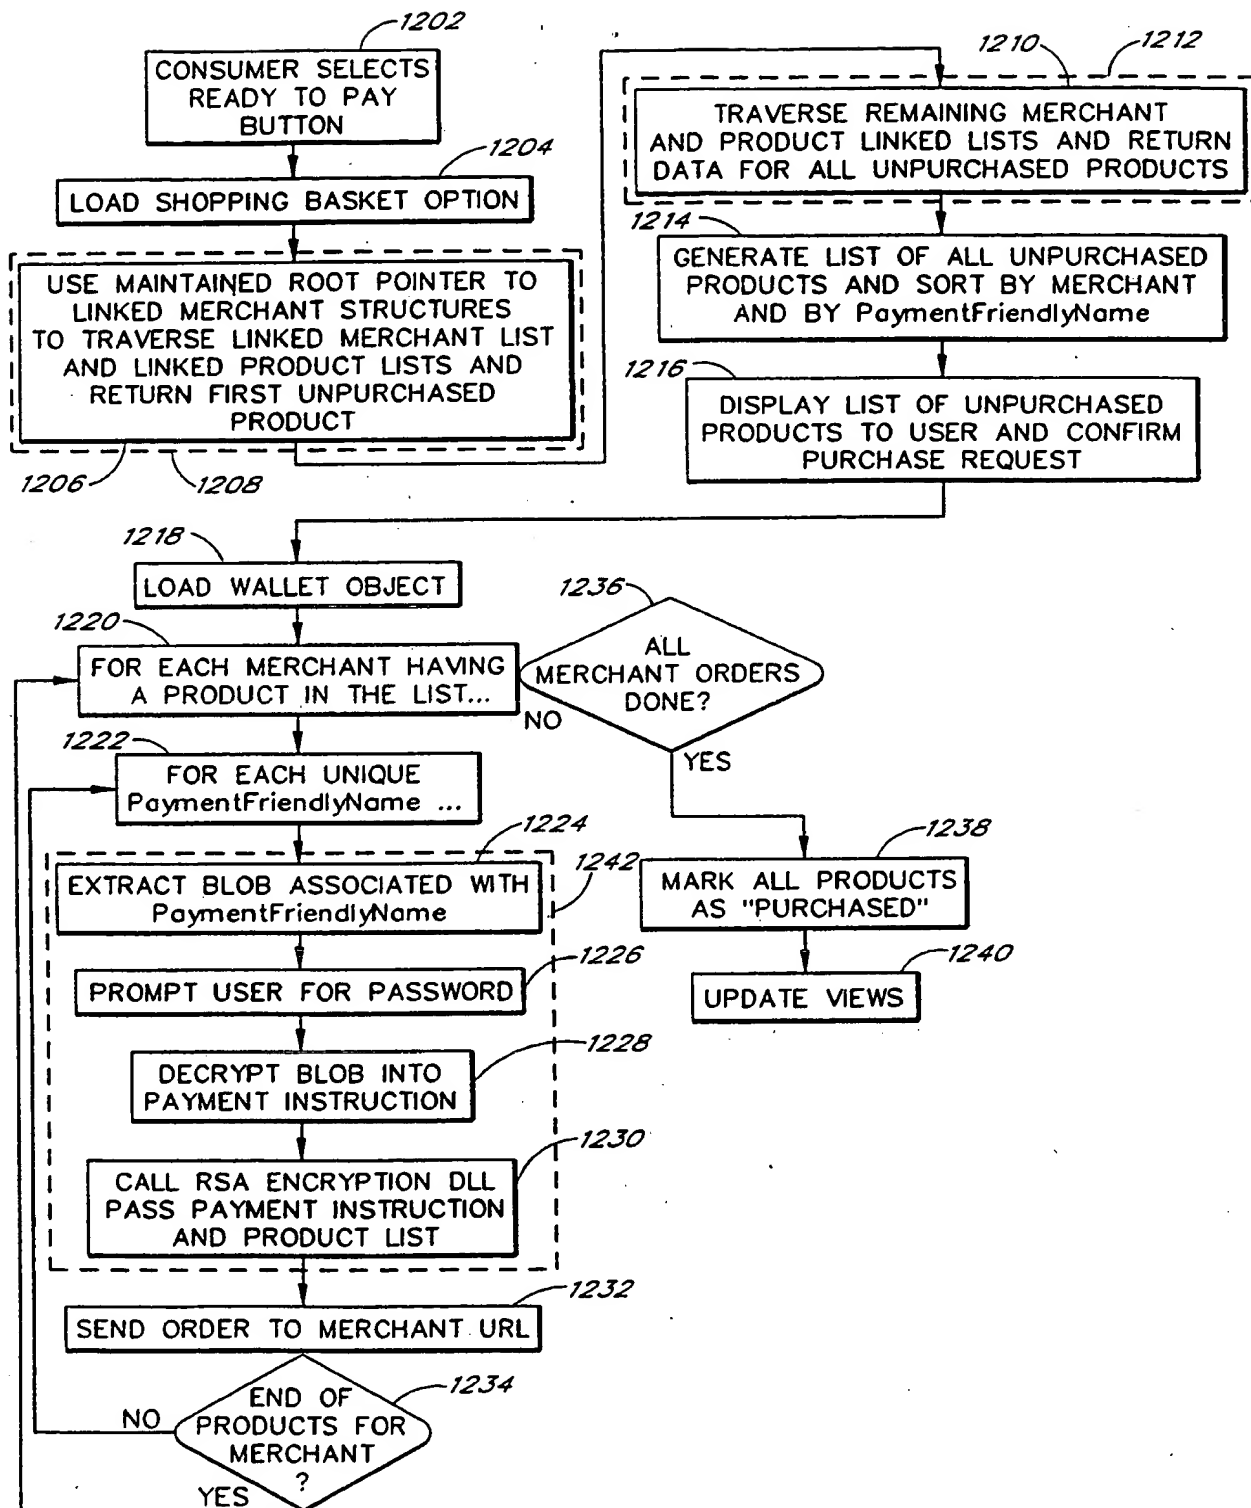 1202
CONSUMER SELECTS
READY TO PAY
BUTTON
1204
LOAD SHOPPING BASKET OPTION
USE MAINTAINED ROOT POINTER TO
LINKED MERCHANT STRUCTURES
TO TRAVERSE LINKED MERCHANT LIST
AND LINKED PRODUCT LISTS AND
RETURN FIRST UNPURCHASED
PRODUCT
1206
1208
1210
1212
TRAVERSE REMAINING MERCHANT
AND PRODUCT LINKED LISTS AND RETURN
DATA FOR ALL UNPURCHASED PRODUCTS
1214
GENERATE LIST OF ALL UNPURCHASED
PRODUCTS AND SORT BY MERCHANT
AND BY PaymentFriendlyName
1216
DISPLAY LIST OF UNPURCHASED
PRODUCTS TO USER AND CONFIRM
PURCHASE REQUEST
1218
LOAD WALLET OBJECT
1220
FOR EACH MERCHANT HAVING
A PRODUCT IN THE LIST...
1236
ALL
MERCHANT ORDERS
DONE?
NO
YES
1222
FOR EACH UNIQUE
PaymentFriendlyName ...
1224
1242
EXTRACT BLOB ASSOCIATED WITH
PaymentFriendlyName
1226
PROMPT USER FOR PASSWORD
1228
DECRYPT BLOB INTO
PAYMENT INSTRUCTION
1230
CALL RSA ENCRYPTION DLL
PASS PAYMENT INSTRUCTION
AND PRODUCT LIST
1238
MARK ALL PRODUCTS
AS "PURCHASED"
1240
UPDATE VIEWS
1232
SEND ORDER TO MERCHANT URL
1234
END OF
PRODUCTS FOR
MERCHANT
?
NO
YES